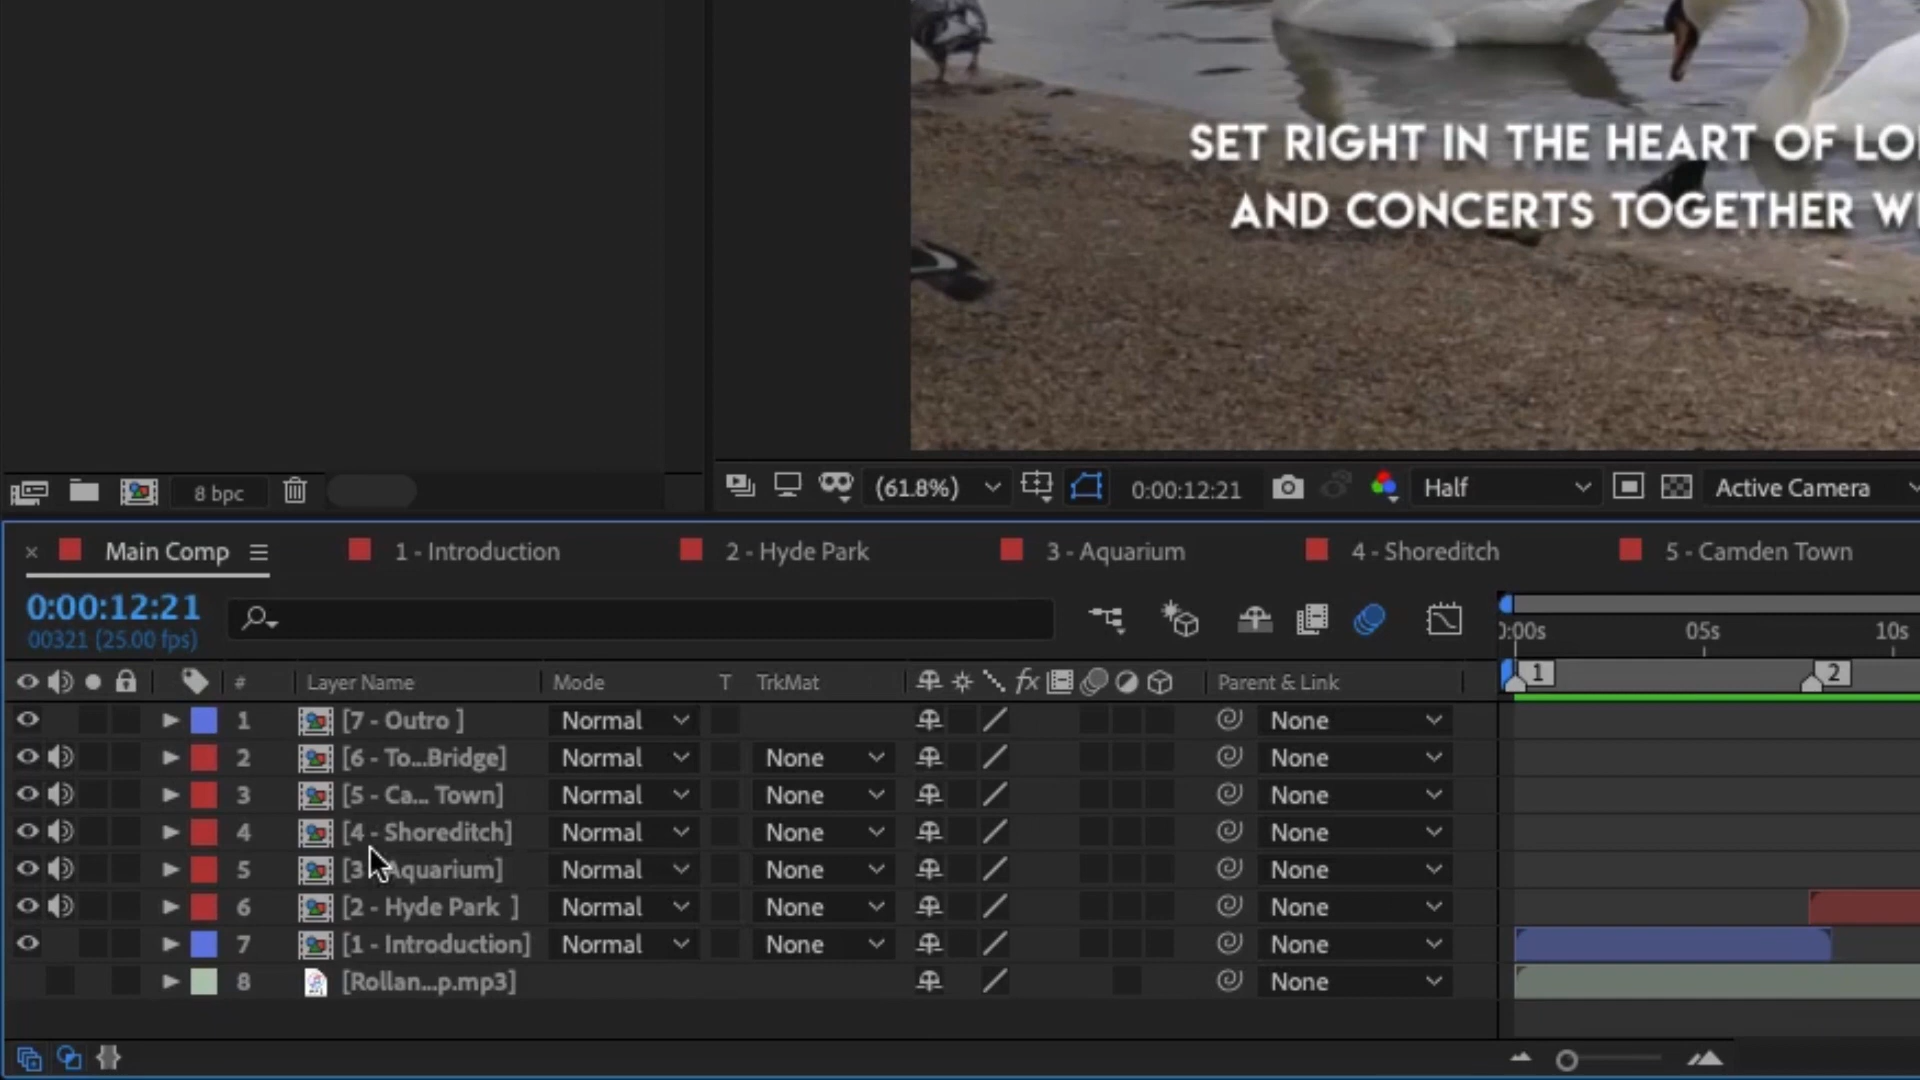 SET RIGHT IN THE HEART OF
AND CONCERTS TOGETHER
8 bpc
(61.8%)
0:00:12:21
Half
Active Camera
× Main Comp
1 - Introduction
2 - Hyde Park
3 - Aquarium
4 - Shoreditch
5 - Camden Town
0:00:12:21
00321 (25.00 fps)
:00s
05s
10s
# Layer Name Mode T TrkMat fx Parent & Link
1 2
1 [7 - Outro ] Normal None
2 [6 - To...Bridge] Normal None None
3 [5 - Ca... Town] Normal None None
4 [4 - Shoreditch] Normal None None
5 [3 Aquarium] Normal None None
6 [2 - Hyde Park ] Normal None None
7 [1 - Introduction] Normal None None
8 [Rollan...p.mp3] None